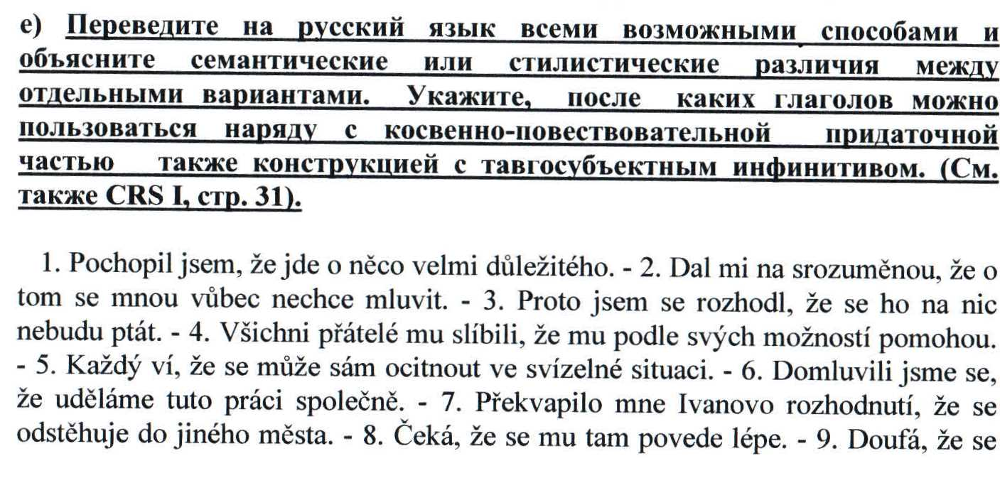 е) Переведите на русский язык всеми возможными способами и
объясните семантические или стилистические различия между
отдельными вариантами. Укажите, после каких глаголов можно
пользоваться наряду с косвенно-повествовательной придаточной
частью также конструкцией с тавгосубъектным инфинитивом. (См.
также CRS I, стр. 31).
1. Pochopil jsem, že jde o něco velmi důležitého. - 2. Dal mi na srozuměnou, že o
tom se mnou vůbec nechce mluvit. - 3. Proto jsem se rozhodl, že se ho na nic
nebudu ptát. - 4. Všichni přátelé mu slíbili, že mu podle svých možností pomohou.
- 5. Každý ví, že se může sám ocitnout ve svízelné situaci. - 6. Domluvili jsme se,
že uděláme tuto práci společně. - 7. Překvapilo mne Ivanovo rozhodnutí, že se
odstěhuje do jiného města. - 8. Čeká, že se mu tam povede lépe. - 9. Doufá, že se